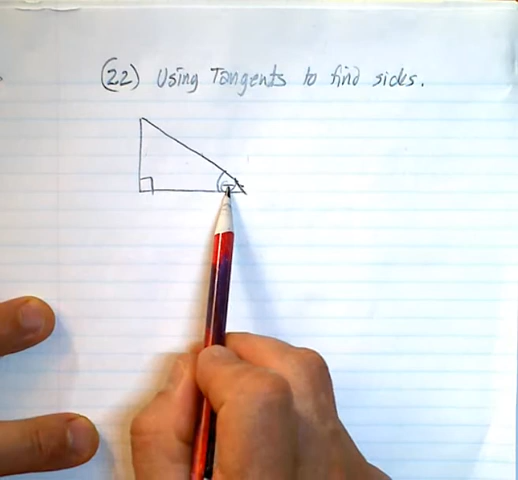 (22) Using Tangents to find sides.